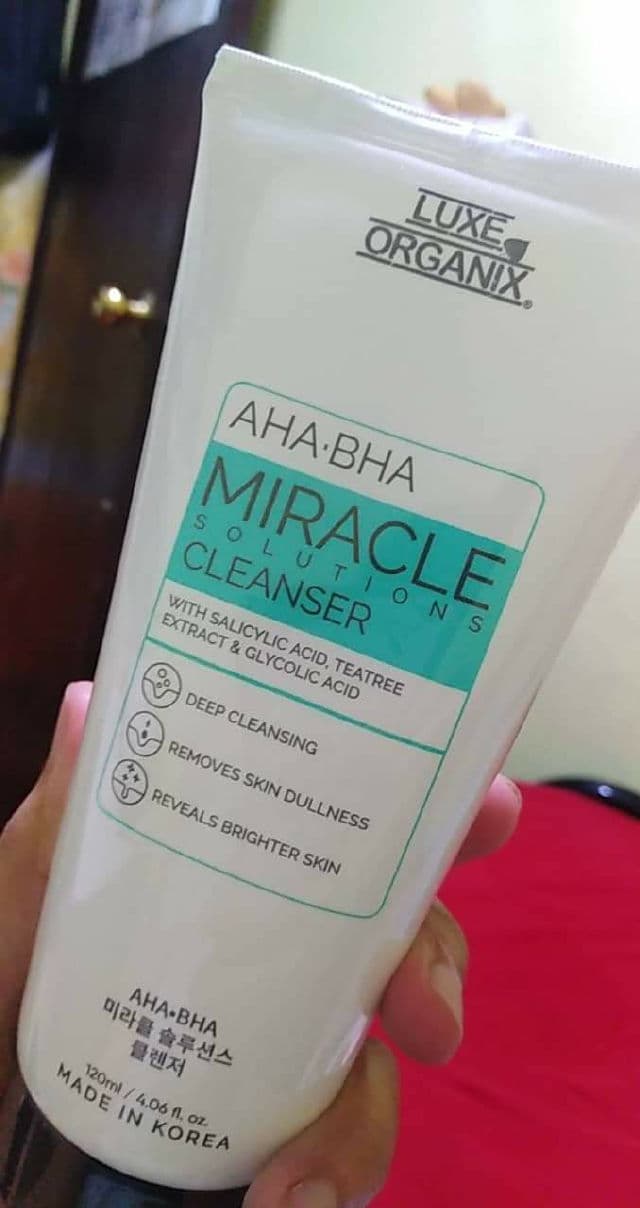 LUXE
ORGANIX®
AHA·BHA
MIRACLE
SOLUTIONS
CLEANSER
WITH SALICYLIC ACID, TEATREE
EXTRACT & GLYCOLIC ACID
DEEP CLEANSING
REMOVES SKIN DULLNESS
REVEALS BRIGHTER SKIN
AHA•BHA
미라클 솔루션스
클렌저
120ml / 4.06 fl. oz.
MADE IN KOREA